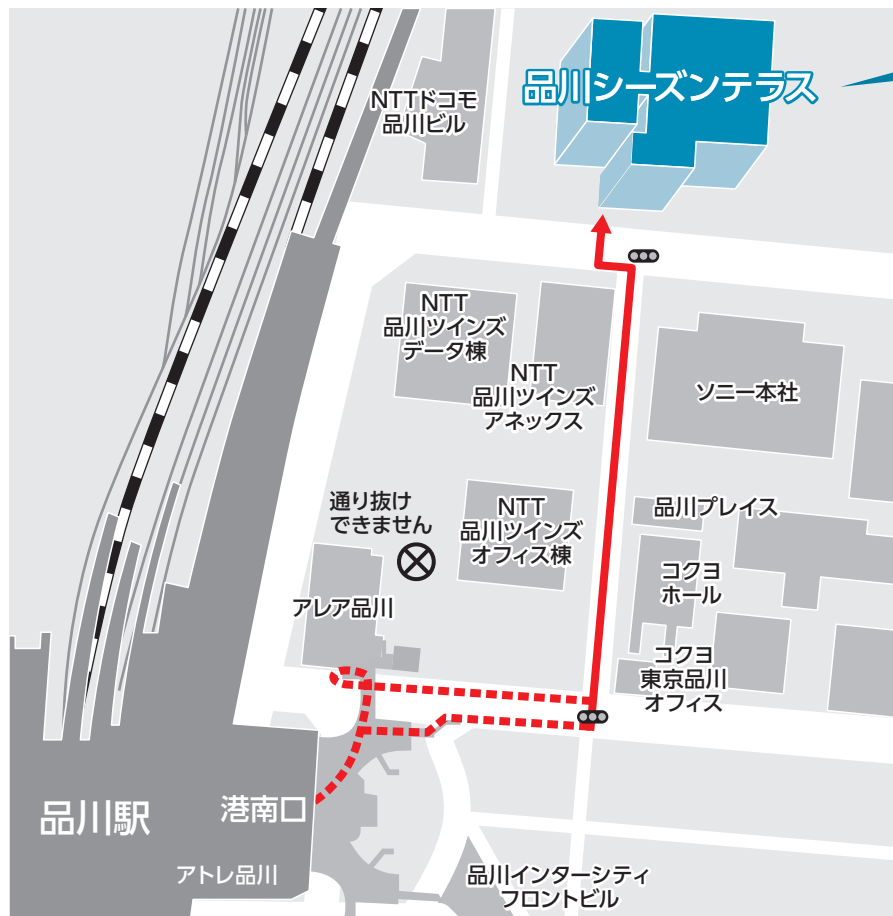 NTTドコモ
品川ビル
品川シーズンテラス
NTT
品川ツインズ
データ棟
NTT
品川ツインズ
アネックス
ソニー本社
通り抜け
できません
NTT
品川ツインズ
オフィス棟
品川プレイス
コクヨ
ホール
アレア品川
コクヨ
東京品川
オフィス
品川駅
港南口
アトレ品川
品川インターシティ
フロントビル